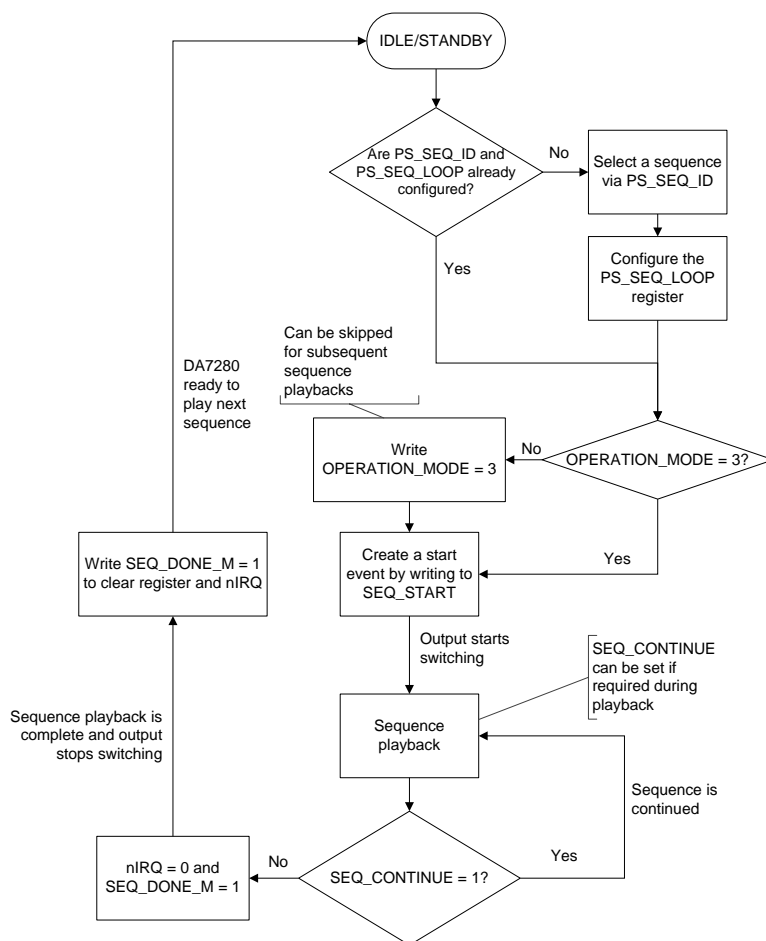 IDLE/STANDBY
Are PS_SEQ_ID and
PS_SEQ_LOOP already
configured?
No
Select a sequence
via PS_SEQ_ID
Yes
Configure the
PS_SEQ_LOOP
register
Can be skipped
for subsequent
sequence
playbacks
DA7280
ready to
play next
sequence
Write
OPERATION_MODE = 3
No
OPERATION_MODE = 3?
Write SEQ_DONE_M = 1
to clear register and nIRQ
Create a start
event by writing to
SEQ_START
Yes
Output starts
switching
SEQ_CONTINUE
can be set if
required during
playback
Sequence playback is
complete and output
stops switching
Sequence
playback
Sequence is
continued
nIRQ = 0 and
SEQ_DONE_M = 1
No
SEQ_CONTINUE = 1?
Yes